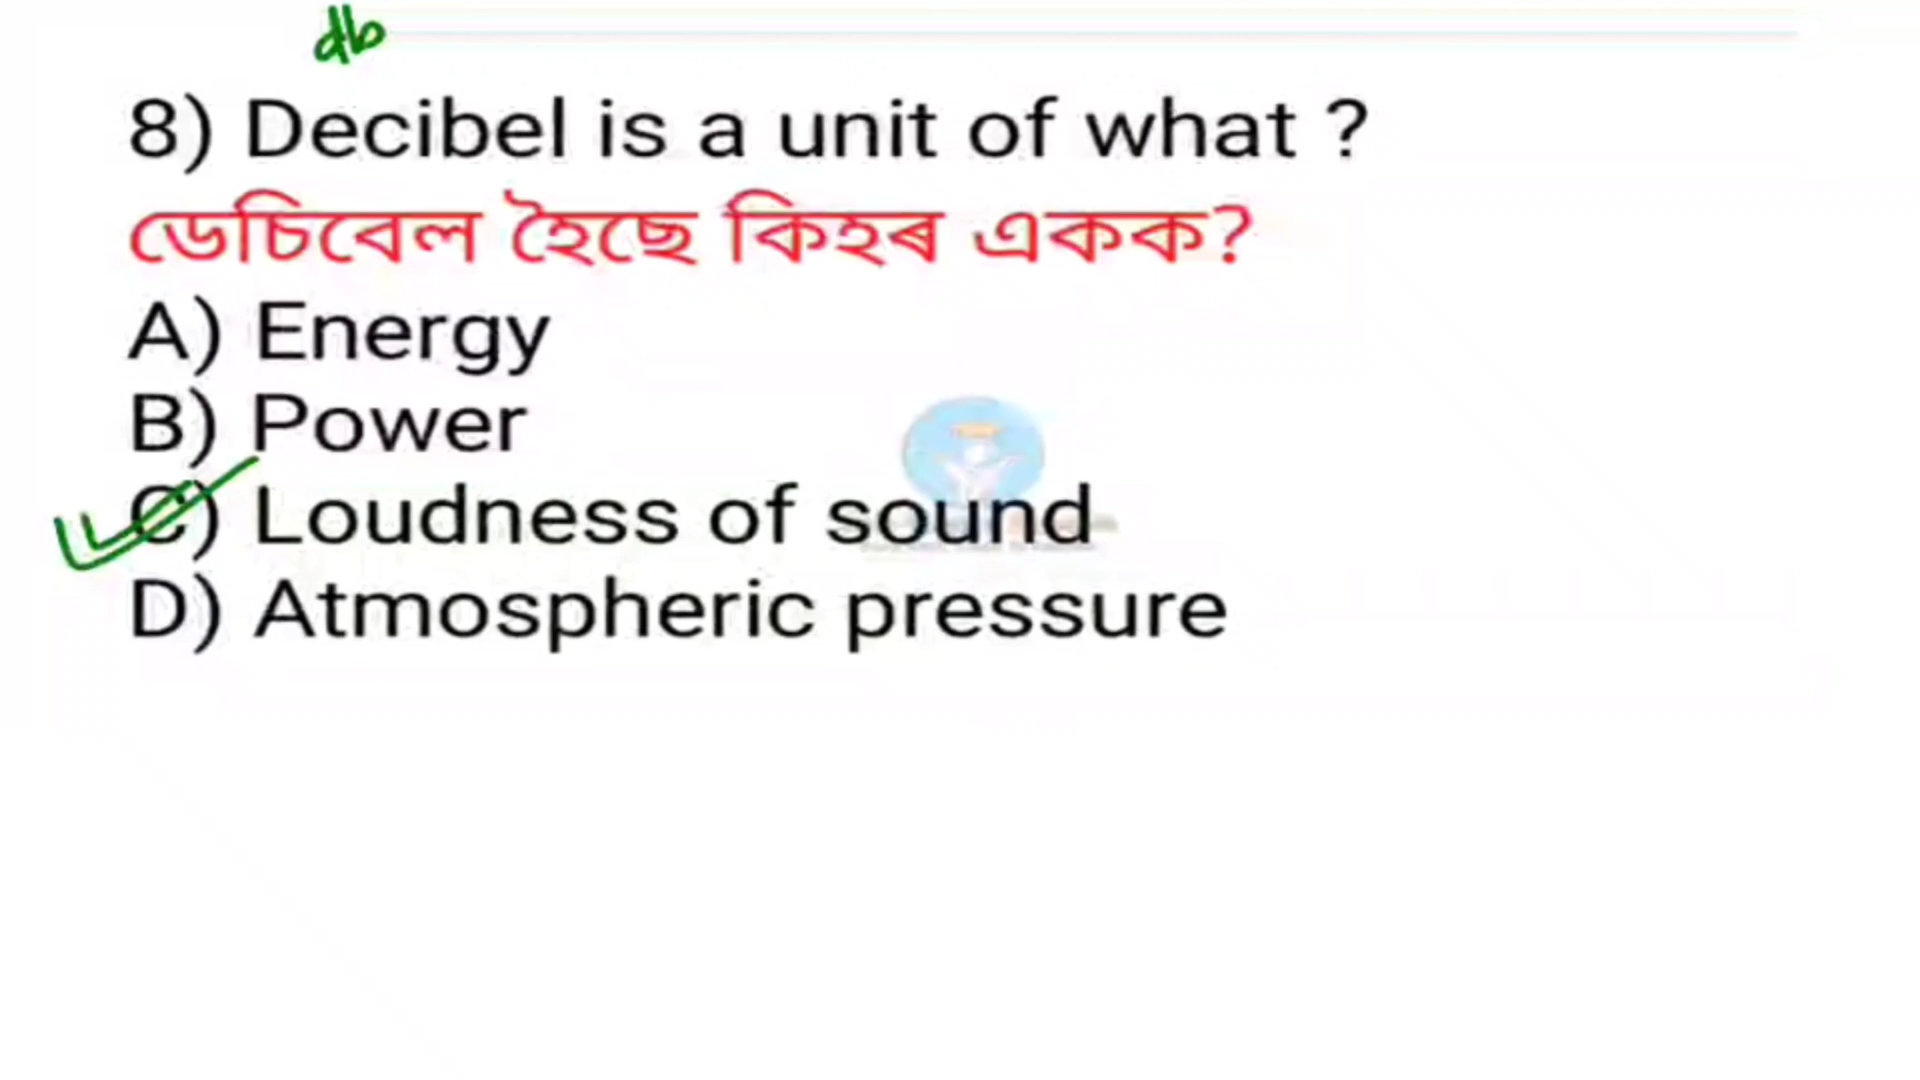 db
8) Decibel is a unit of what ?
ডেচিবেল হৈছে কিহৰ একক?
A) Energy
B) Power
C) Loudness of sound
D) Atmospheric pressure